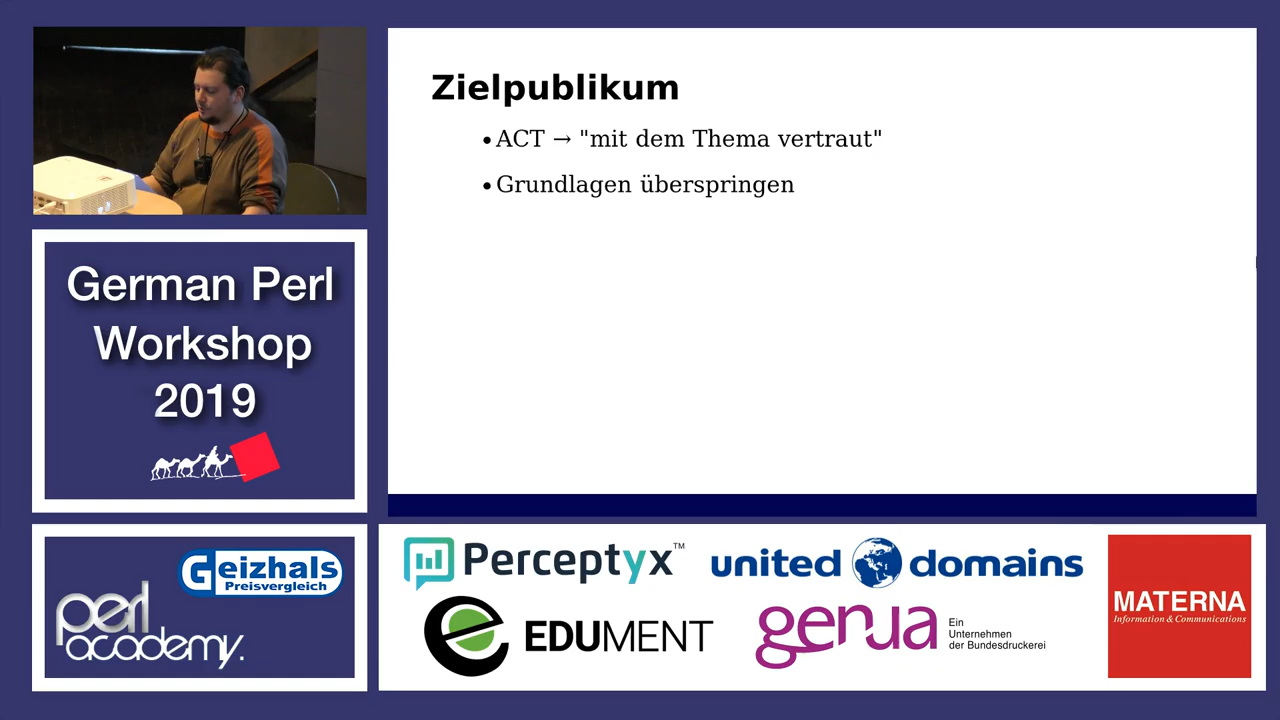 Zielpublikum
• ACT → "mit dem Thema vertraut"
• Grundlagen überspringen
German Perl
Workshop
2019
Geizhals
Preisvergleich
perl
academy.
Perceptyx™
united domains
EDUMENT
genua
Ein
Unternehmen
der Bundesdruckerei
MATERNA
Information & Communications